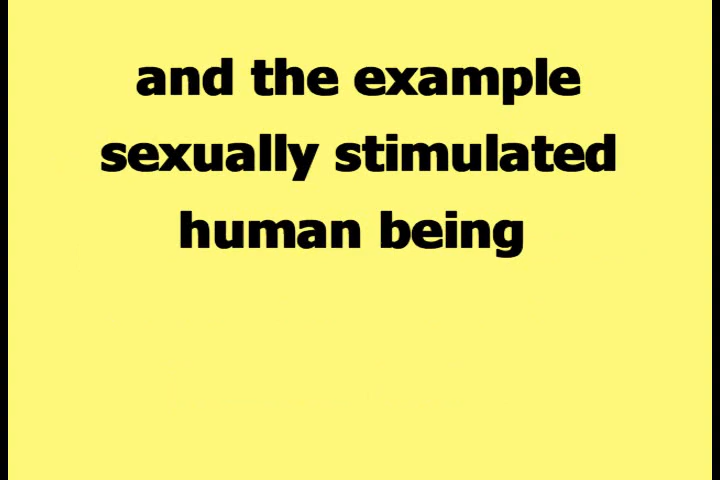 and the example
sexually stimulated
human being